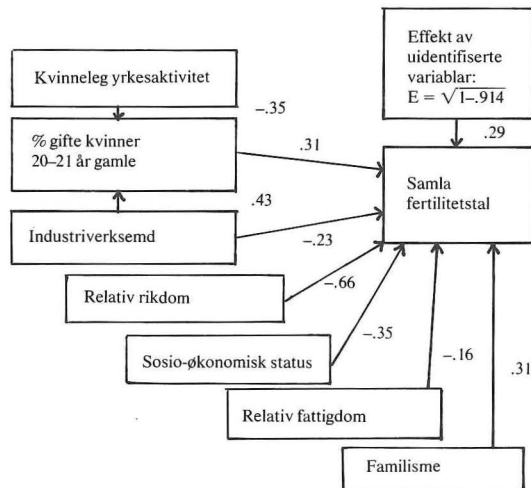 Kvinneleg yrkesaktivitet
Effekt av
uidentifiserte
variablar:
E = √1–.914
–.35
.29
% gifte kvinner
20–21 år gamle
.31
Samla
fertilitetstal
.43
Industriverksemd
–.23
Relativ rikdom
–.66
Sosio-økonomisk status
–.35
Relativ fattigdom
–.16
.31
Familisme